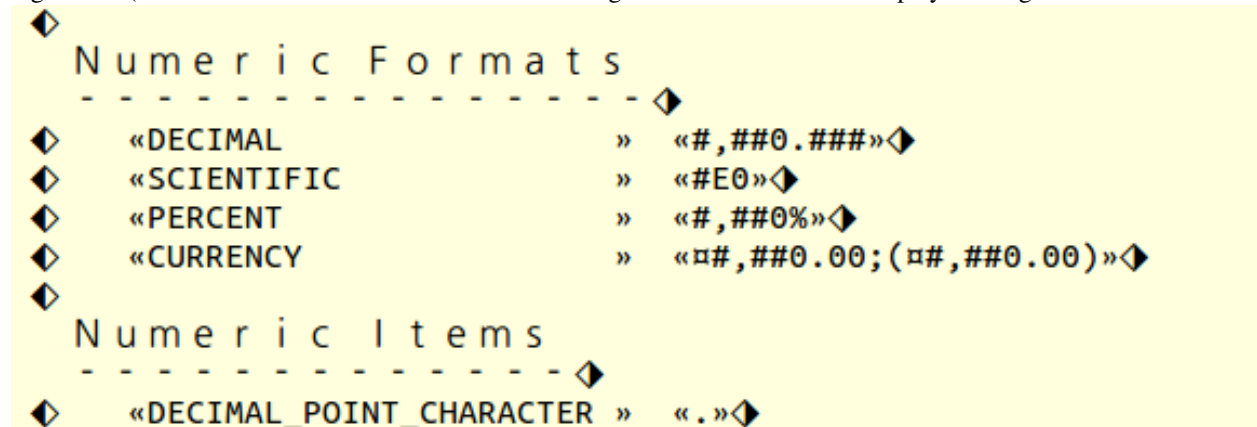 ⬖
Numeric Formats
- - - - - - - - - - - - - - - -⬗
⬖ «DECIMAL » «#,##0.###»⬗
⬖ «SCIENTIFIC » «#E0»⬗
⬖ «PERCENT » «#,##0%»⬗
⬖ «CURRENCY » «¤#,##0.00;(¤#,##0.00)»⬗
⬖
Numeric Items
- - - - - - - - - - - - - -⬗
⬖ «DECIMAL_POINT_CHARACTER » «.»⬗